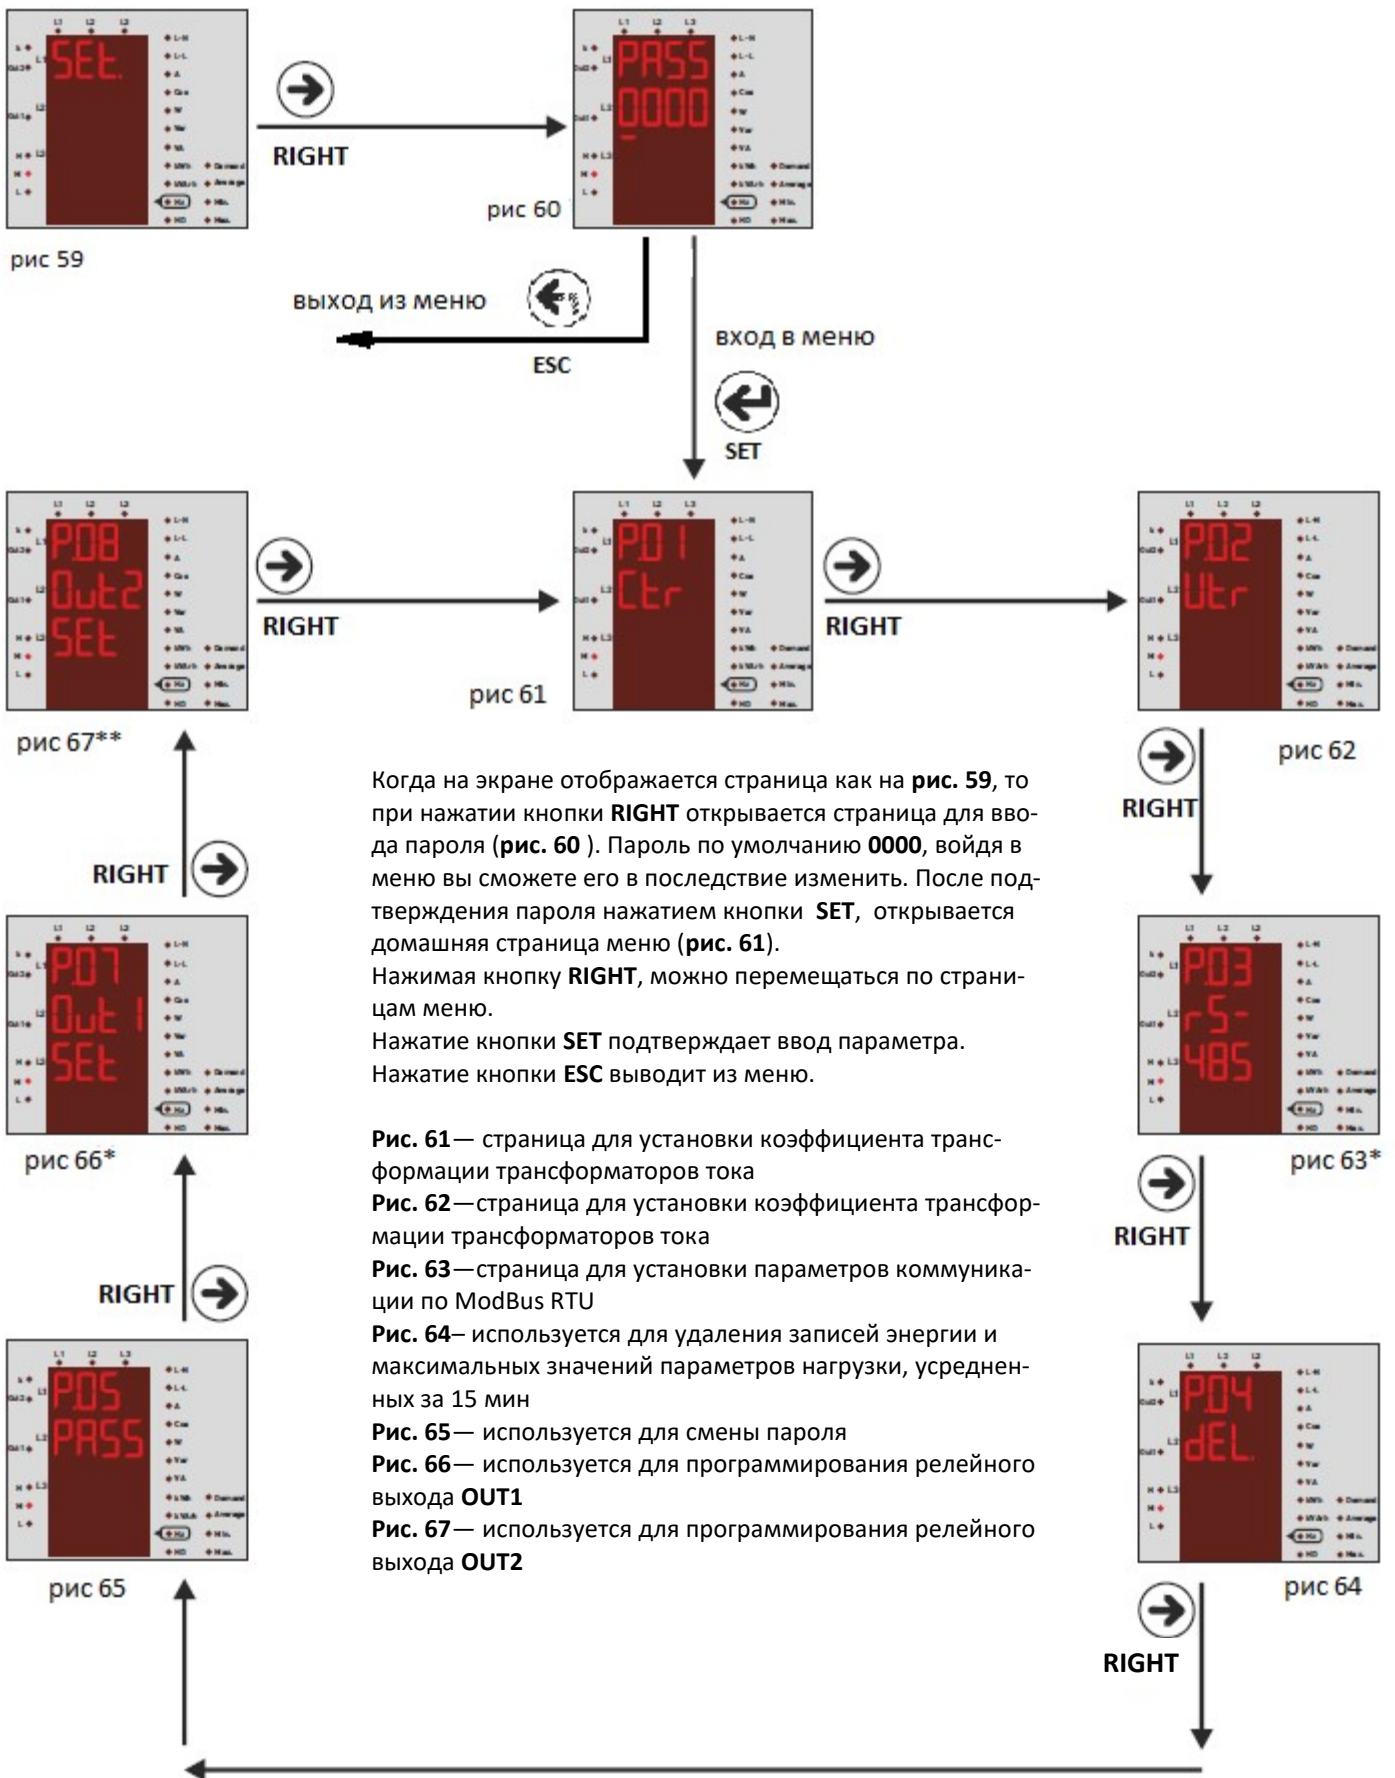 SEt.
RIGHT
рис 59
PASS
0000
рис 60
выход из меню
ESC
вход в меню
SET
P.08
Out2
SEt
рис 67**
RIGHT
P.01
Ctr
рис 61
RIGHT
P.02
Utr
рис 62
RIGHT
Когда на экране отображается страница как на рис. 59, то
при нажатии кнопки RIGHT открывается страница для вво-
да пароля (рис. 60 ). Пароль по умолчанию 0000, войдя в
меню вы сможете его в последствие изменить. После под-
тверждения пароля нажатием кнопки SET, открывается
домашняя страница меню (рис. 61).
Нажимая кнопку RIGHT, можно перемещаться по страни-
цам меню.
Нажатие кнопки SET подтверждает ввод параметра.
Нажатие кнопки ESC выводит из меню.
Рис. 61— страница для установки коэффициента транс-
формации трансформаторов тока
Рис. 62—страница для установки коэффициента трансфор-
мации трансформаторов тока
Рис. 63—страница для установки параметров коммуника-
ции по ModBus RTU
Рис. 64– используется для удаления записей энергии и
максимальных значений параметров нагрузки, усреднен-
ных за 15 мин
Рис. 65— используется для смены пароля
Рис. 66— используется для программирования релейного
выхода OUT1
Рис. 67— используется для программирования релейного
выхода OUT2
RIGHT
P.07
Out1
SEt
рис 66*
RIGHT
P.05
PASS
рис 65
P.03
rS-
485
рис 63*
RIGHT
P.04
dEL.
рис 64
RIGHT